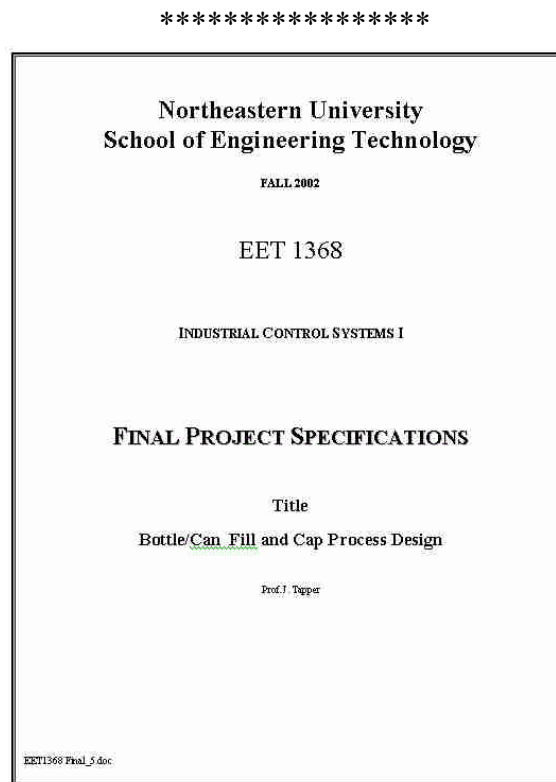 *****************
Northeastern University
School of Engineering Technology
FALL 2002
EET 1368
INDUSTRIAL CONTROL SYSTEMS I
FINAL PROJECT SPECIFICATIONS
Title
Bottle/Can Fill and Cap Process Design
Prof.J. Tapper
EET1368 Final_5.doc